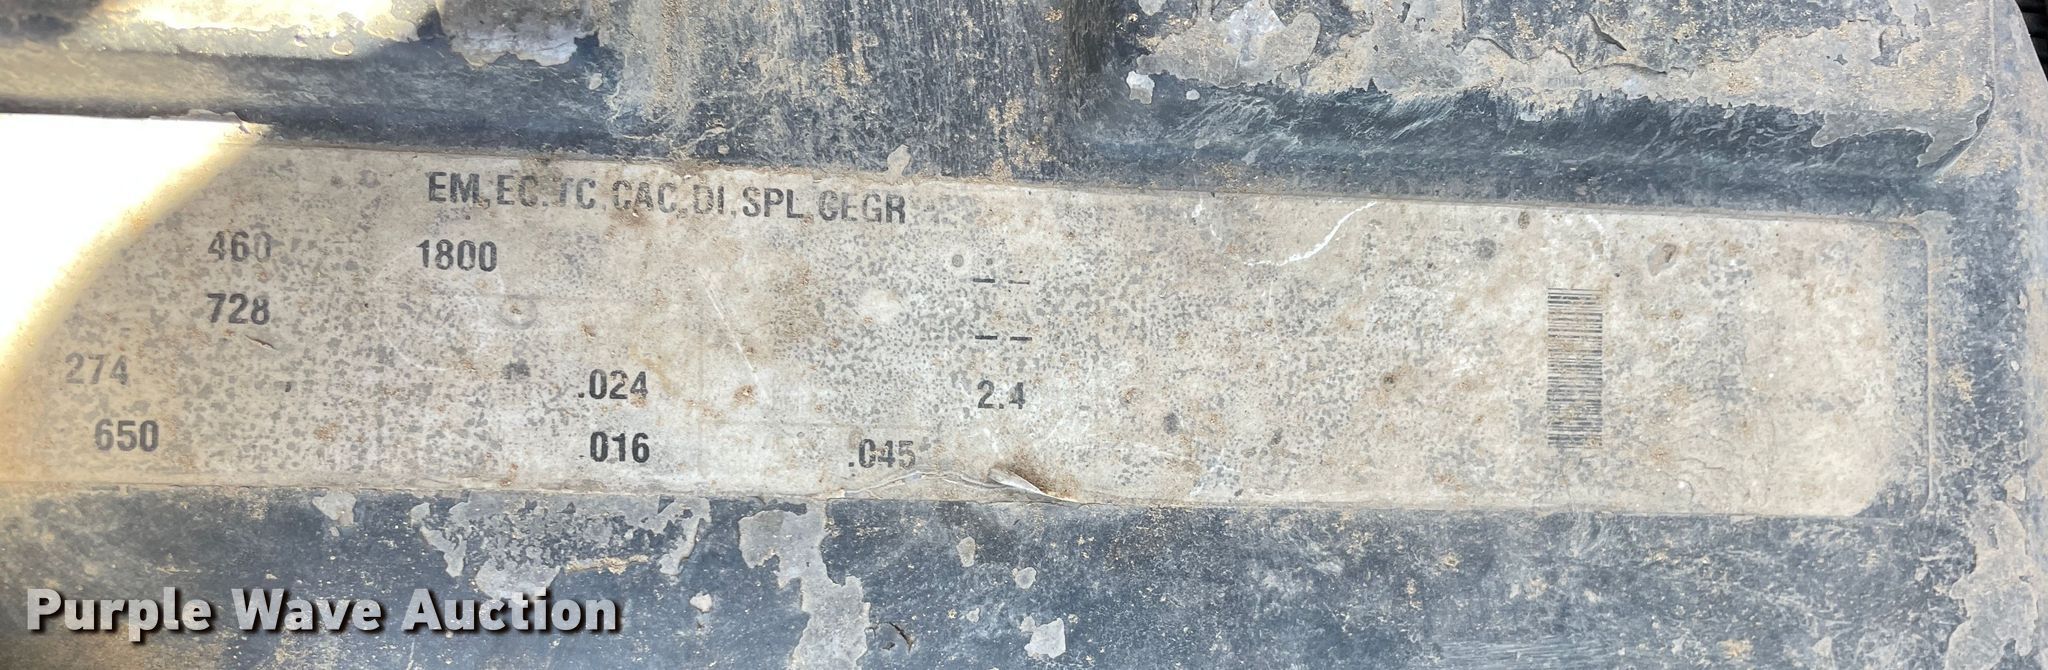 EM,EC,TC,CAC,DI,SPL,CEGR
460 1800 – –
728 – –
274 .024 2.4
650 .016 .045
Purple Wave Auction